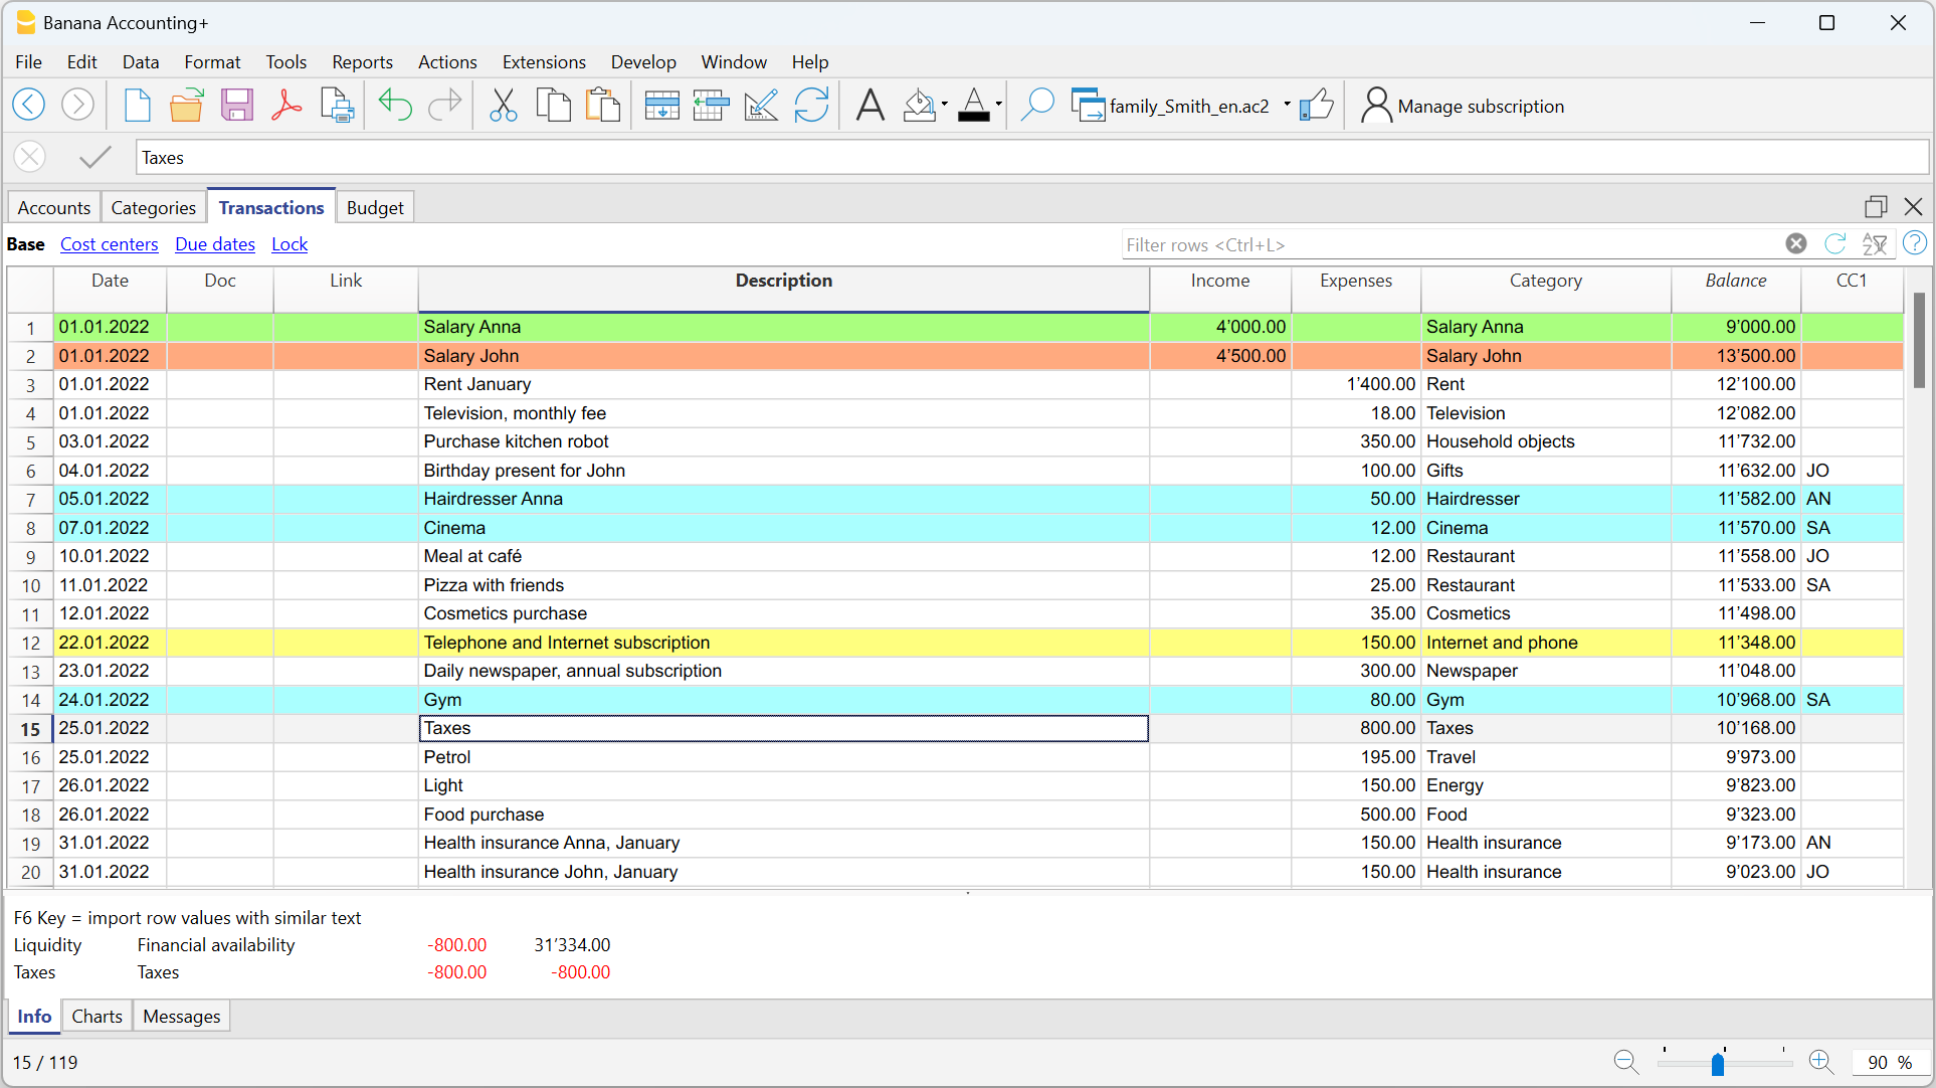 Banana Accounting+
File Edit Data Format Tools Reports Actions Extensions Develop Window Help
family_Smith_en.ac2 Manage subscription
Taxes
Accounts Categories Transactions Budget
Base Cost centers Due dates Lock Filter rows <Ctrl+L>
Date Doc Link Description Income Expenses Category Balance CC1
1 01.01.2022 Salary Anna 4'000.00 Salary Anna 9'000.00
2 01.01.2022 Salary John 4'500.00 Salary John 13'500.00
3 01.01.2022 Rent January 1'400.00 Rent 12'100.00
4 01.01.2022 Television, monthly fee 18.00 Television 12'082.00
5 03.01.2022 Purchase kitchen robot 350.00 Household objects 11'732.00
6 04.01.2022 Birthday present for John 100.00 Gifts 11'632.00 JO
7 05.01.2022 Hairdresser Anna 50.00 Hairdresser 11'582.00 AN
8 07.01.2022 Cinema 12.00 Cinema 11'570.00 SA
9 10.01.2022 Meal at café 12.00 Restaurant 11'558.00 JO
10 11.01.2022 Pizza with friends 25.00 Restaurant 11'533.00 SA
11 12.01.2022 Cosmetics purchase 35.00 Cosmetics 11'498.00
12 22.01.2022 Telephone and Internet subscription 150.00 Internet and phone 11'348.00
13 23.01.2022 Daily newspaper, annual subscription 300.00 Newspaper 11'048.00
14 24.01.2022 Gym 80.00 Gym 10'968.00 SA
15 25.01.2022 Taxes 800.00 Taxes 10'168.00
16 25.01.2022 Petrol 195.00 Travel 9'973.00
17 26.01.2022 Light 150.00 Energy 9'823.00
18 26.01.2022 Food purchase 500.00 Food 9'323.00
19 31.01.2022 Health insurance Anna, January 150.00 Health insurance 9'173.00 AN
20 31.01.2022 Health insurance John, January 150.00 Health insurance 9'023.00 JO
F6 Key = import row values with similar text
Liquidity Financial availability -800.00 31'334.00
Taxes Taxes -800.00 -800.00
Info Charts Messages
15 / 119 90 %